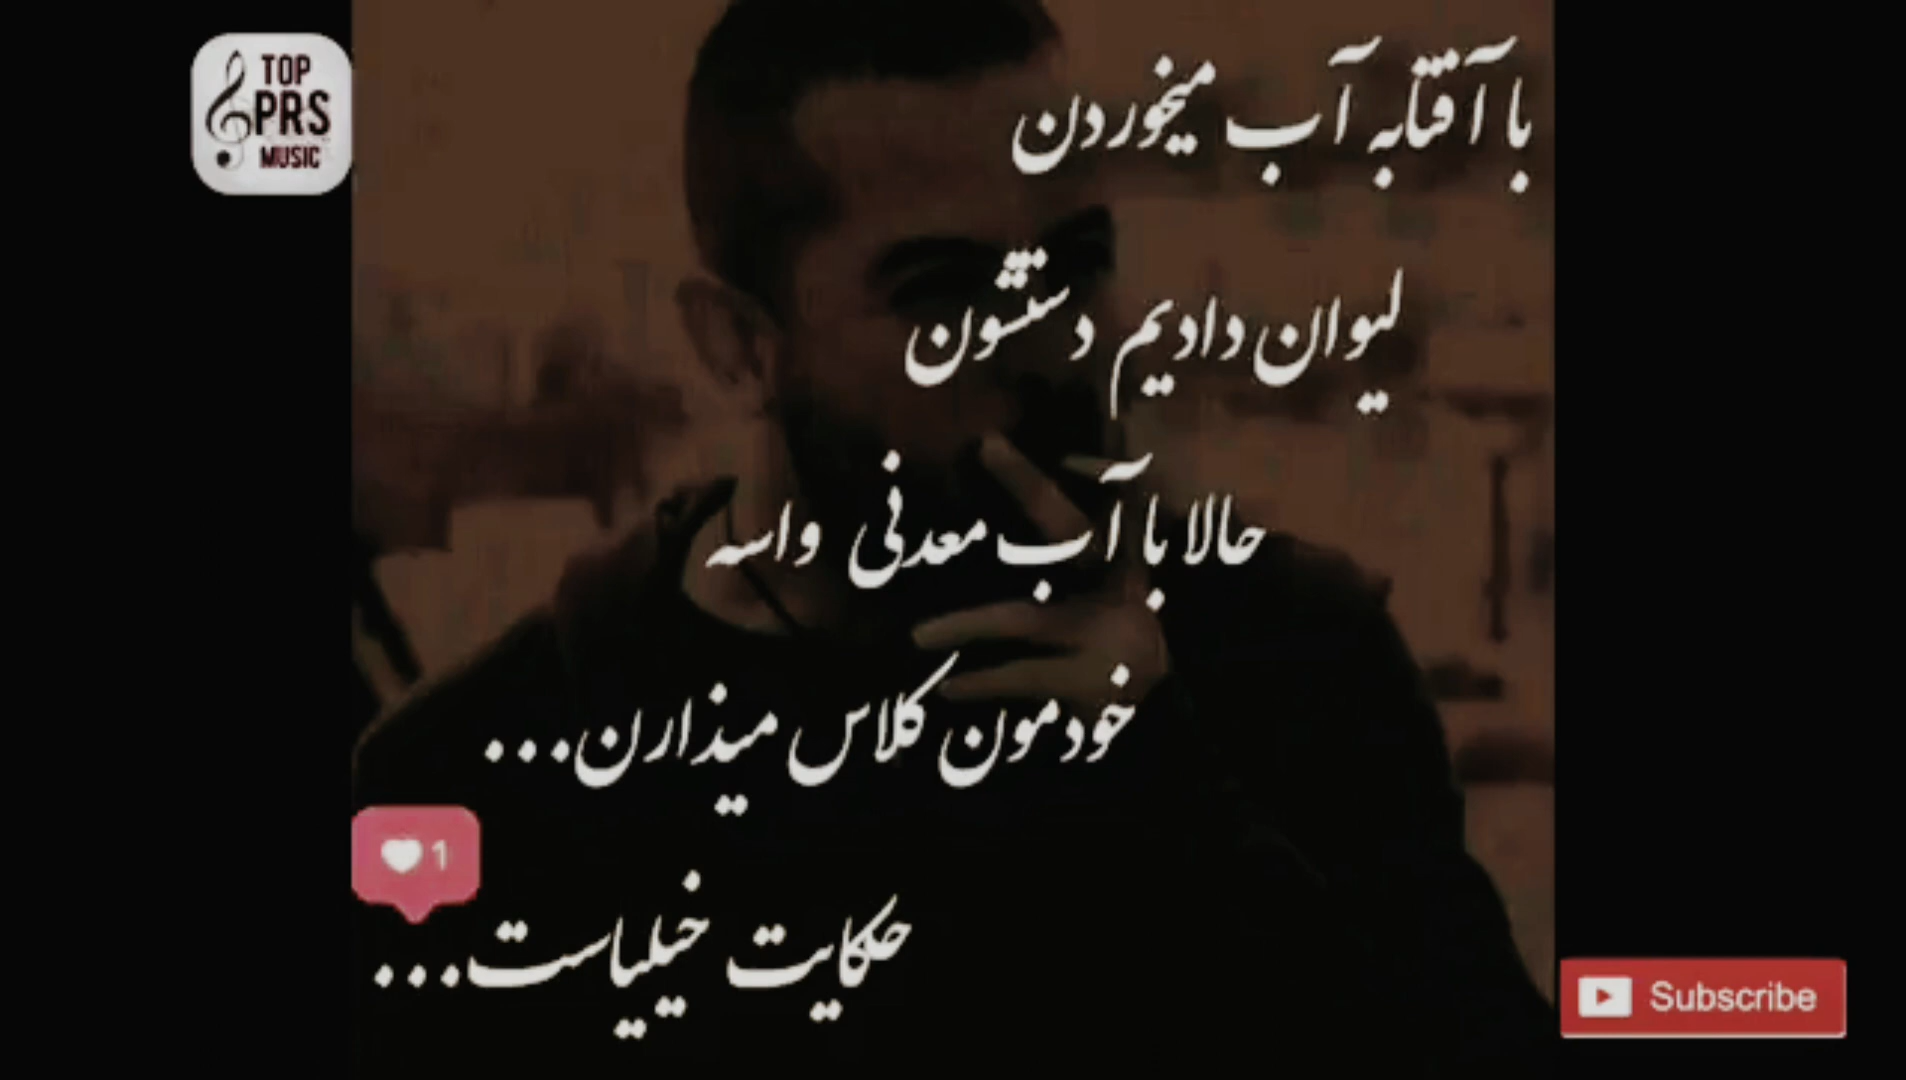 TOP
PRS
MUSIC
با آفتابه آب میخوردن
لیوان دادیم دستشون
حالا با آب معدنی واسه
خودمون کلاس میذارن...
1
حکایت خیلیاست...
Subscribe